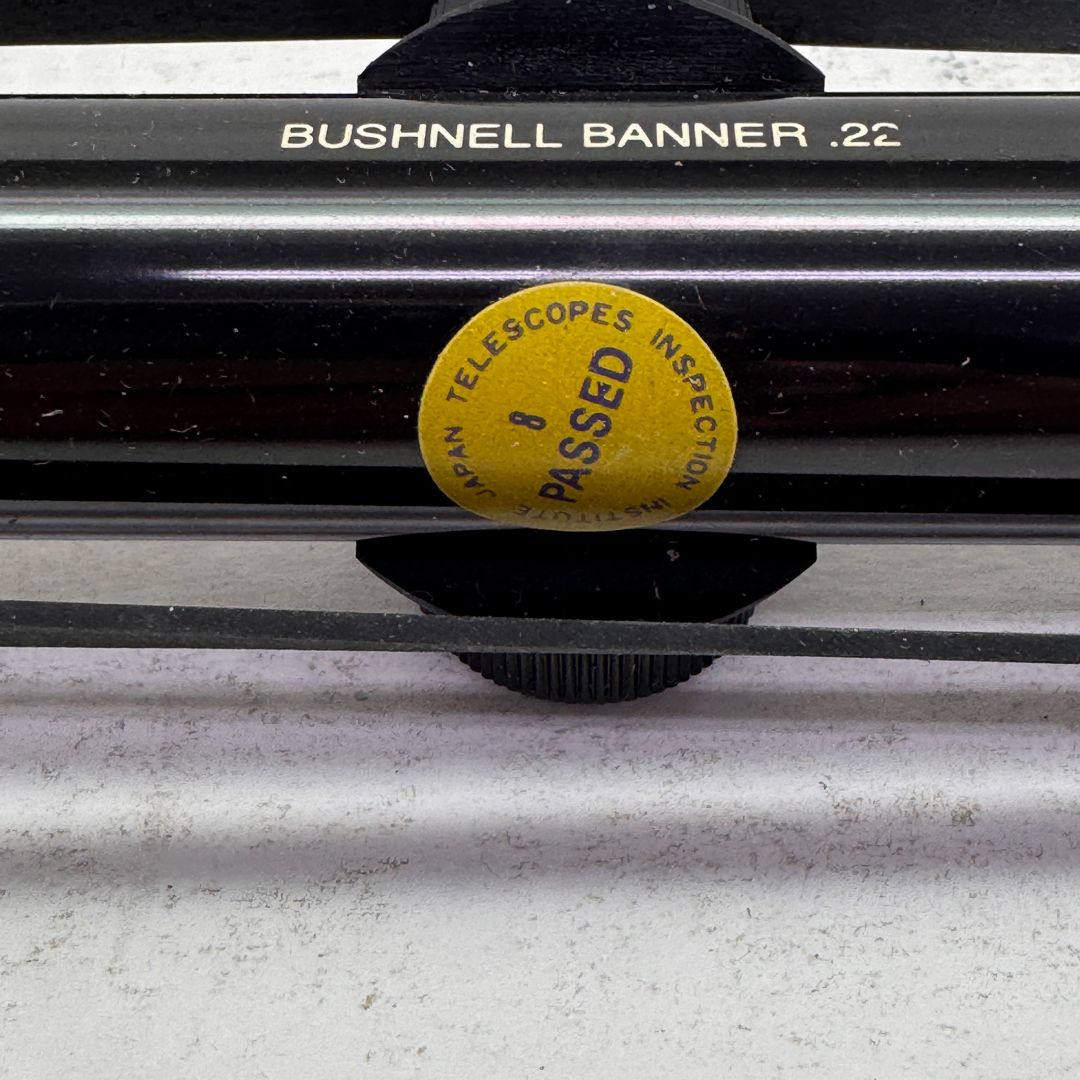 BUSHNELL BANNER .22
JAPAN TELESCOPES INSPECTION INSTITUTE
8
PASSED